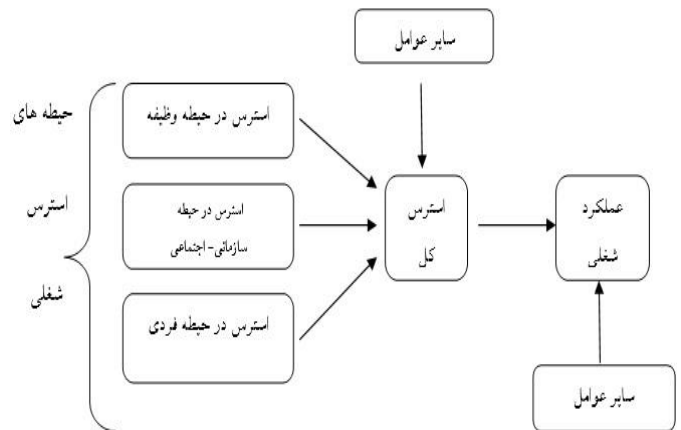 سایر عوامل
حیطه های
استرس
شغلی
استرس در حیطه وظیفه
استرس در حیطه
سازمانی- اجتماعی
استرس در حیطه فردی
استرس
کل
عملکرد
شغلی
سایر عوامل